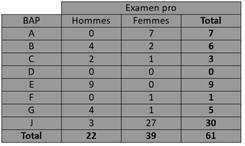 Examen pro
BAP Hommes Femmes Total
A 0 7 7
B 4 2 6
C 2 1 3
D 0 0 0
E 9 0 9
F 0 1 1
G 4 1 5
J 3 27 30
Total 22 39 61